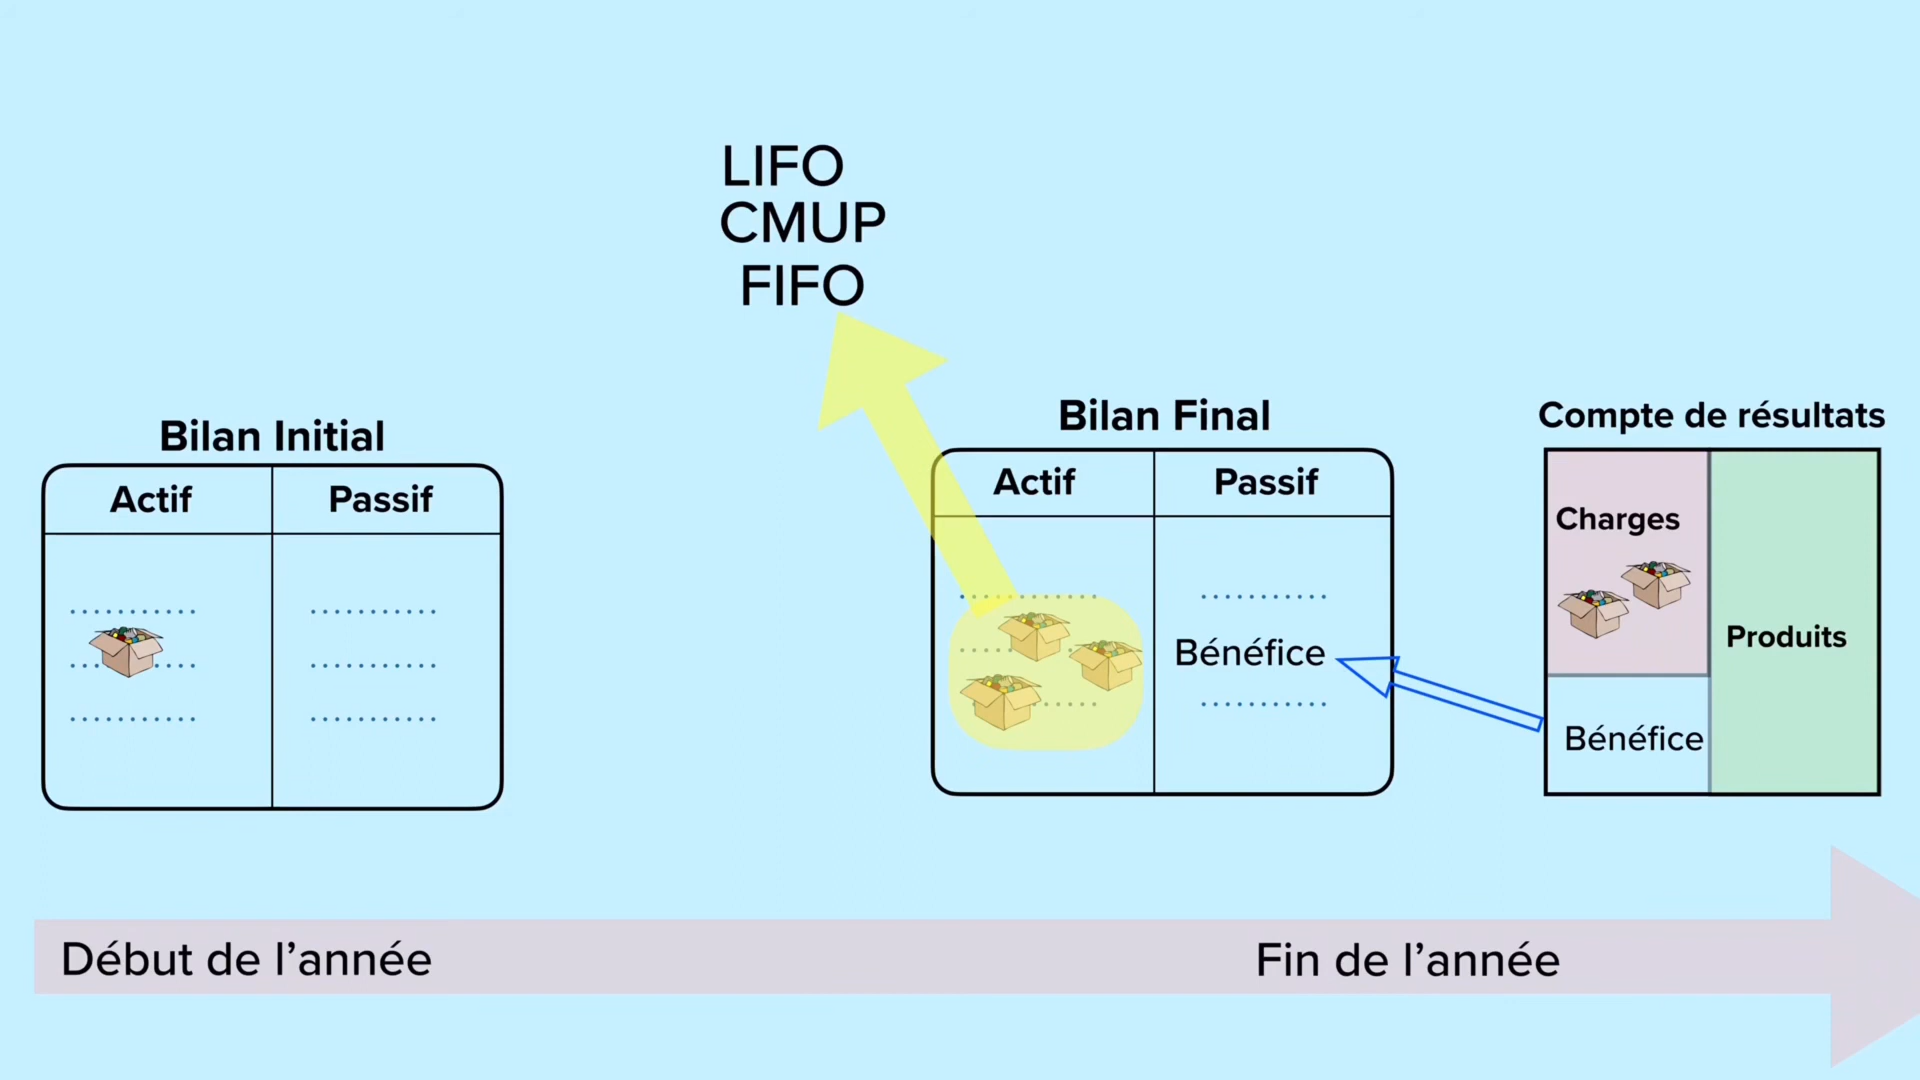 LIFO
CMUP
FIFO
Bilan Initial
Actif
Passif
Bilan Final
Actif
Passif
Bénéfice
Compte de résultats
Charges
Produits
Bénéfice
Début de l’année
Fin de l’année